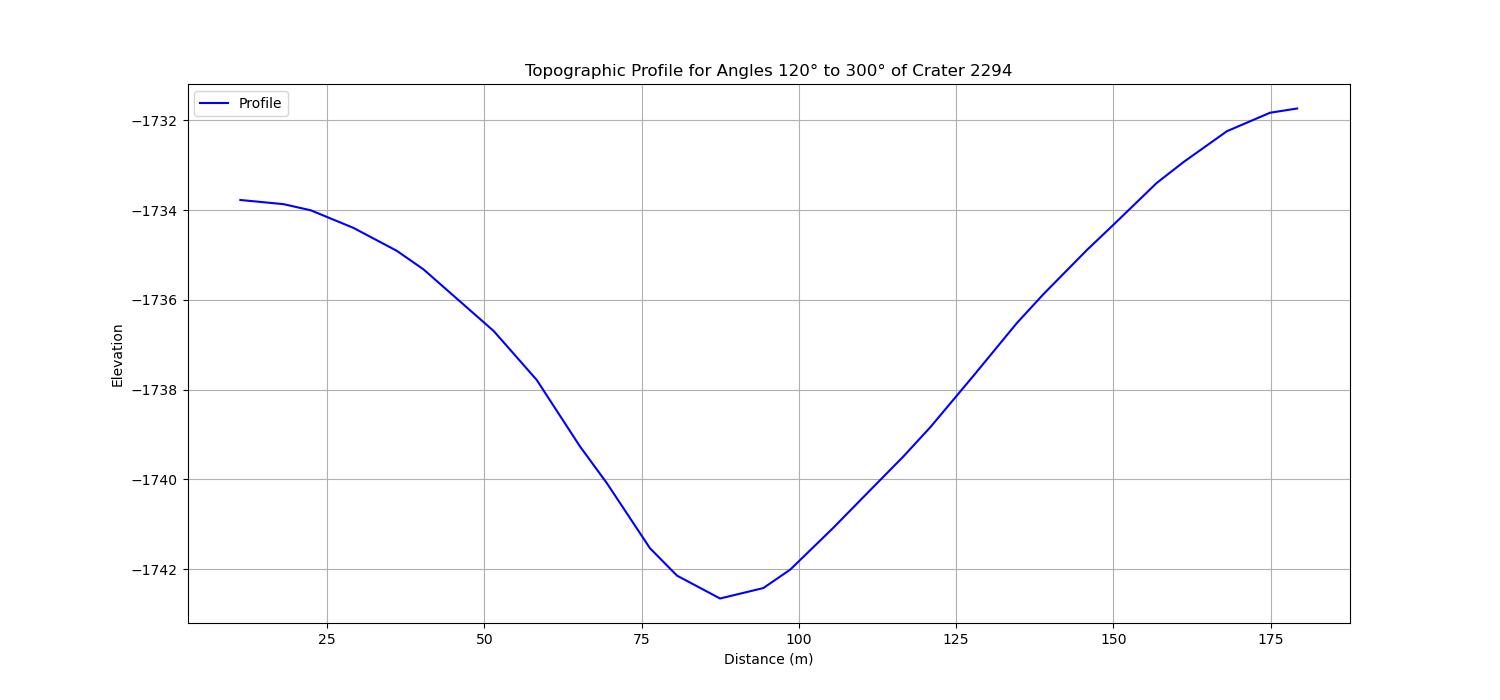 Topographic Profile for Angles 120° to 300° of Crater 2294
Profile
−1732
−1734
−1736
−1738
−1740
−1742
Elevation
25 50 75 100 125 150 175
Distance (m)